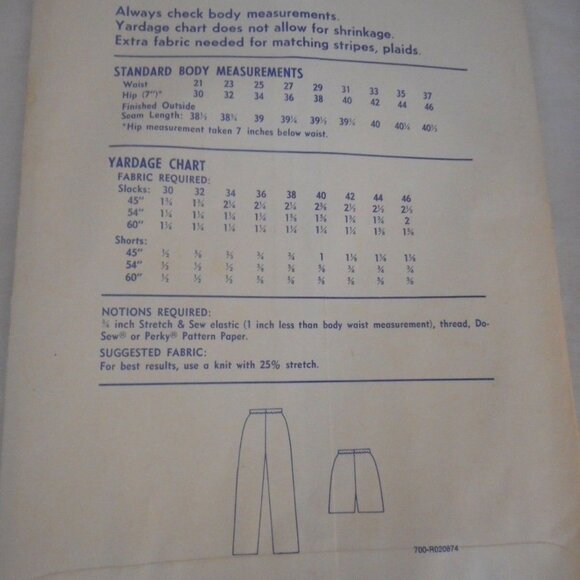 Always check body measurements.
Yardage chart does not allow for shrinkage.
Extra fabric needed for matching stripes, plaids.
STANDARD BODY MEASUREMENTS
Waist 21 23 25 27 29 31 33 35 37
Hip (7")* 30 32 34 36 38 40 42 44 46
Finished Outside
Seam Length: 38½ 38¾ 39 39¼ 39½ 39¾ 40 40¼ 40½
*Hip measurement taken 7 inches below waist.
YARDAGE CHART
FABRIC REQUIRED:
Slacks: 30 32 34 36 38 40 42 44 46
45"
54"
60"
Shorts:
45"
54"
60"
NOTIONS REQUIRED:
¾ inch Stretch & Sew elastic (1 inch less than body waist measurement), thread, Do-
Sew® or Perky® Pattern Paper.
SUGGESTED FABRIC:
For best results, use a knit with 25% stretch.
700-R020874